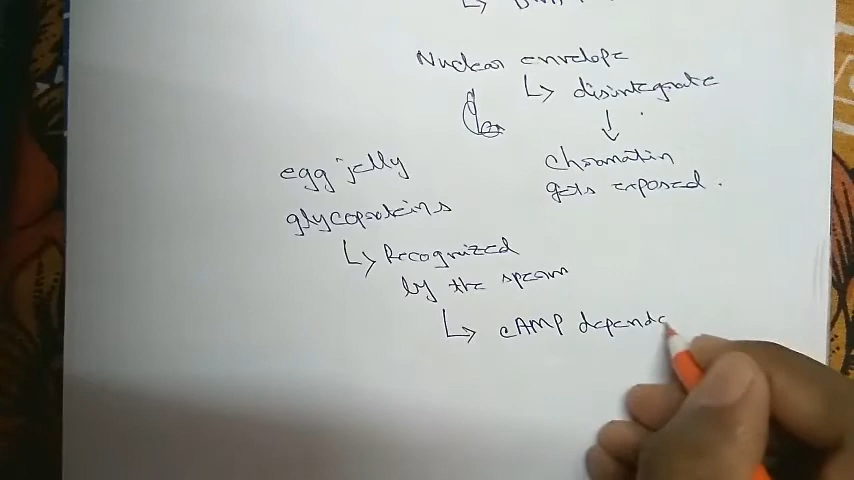 Nuclear envelope
↳ disintegrate
↓
chromatin
gets exposed.
egg jelly
glycoproteins
↳ Recognized
by the sperm
↳ cAMP depende